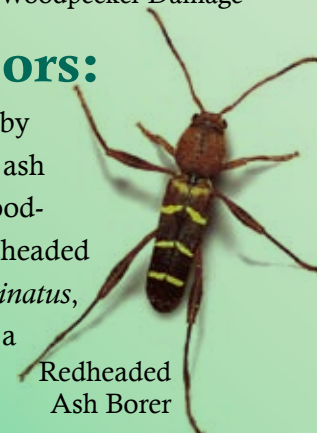 Woodpecker Damage
ors:
by
ash
ood-
headed
inatus,
a
Redheaded
Ash Borer